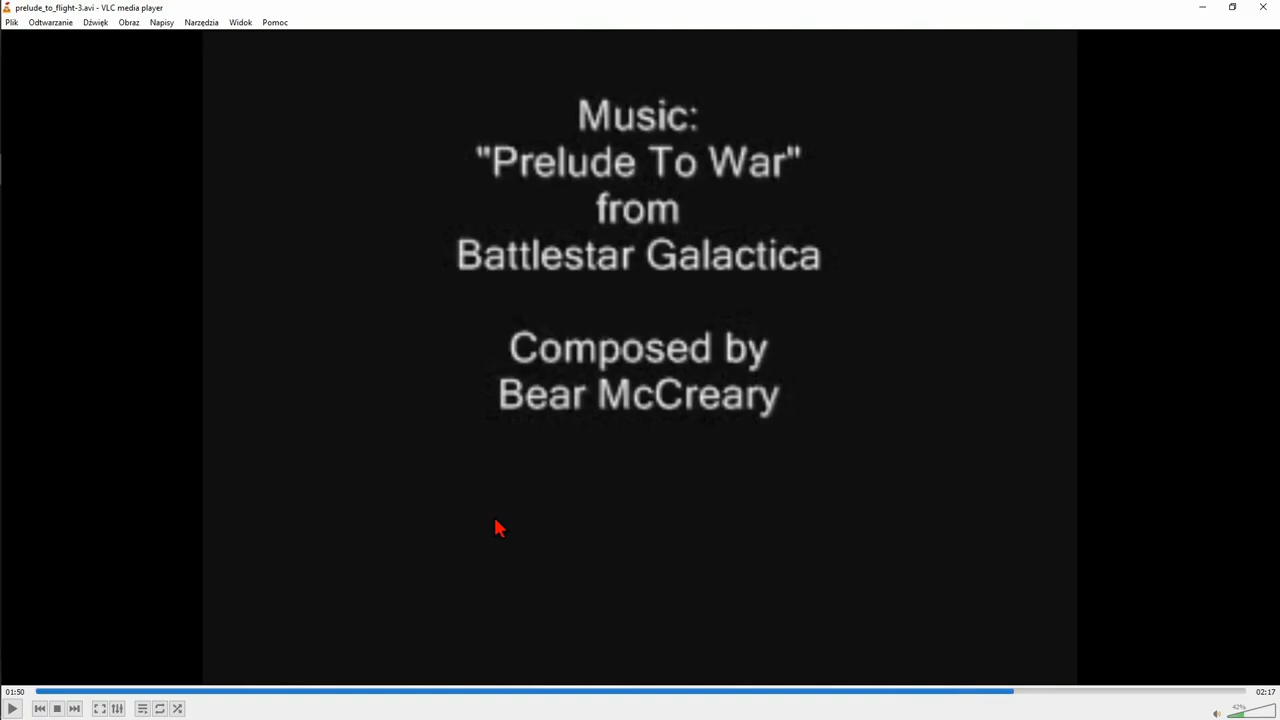 prelude_to_flight-3.avi - VLC media player
Plik Odtwarzanie Dźwięk Obraz Napisy Narzędzia Widok Pomoc
Music:
"Prelude To War"
from
Battlestar Galactica
Composed by
Bear McCreary
01:50 02:17
42%